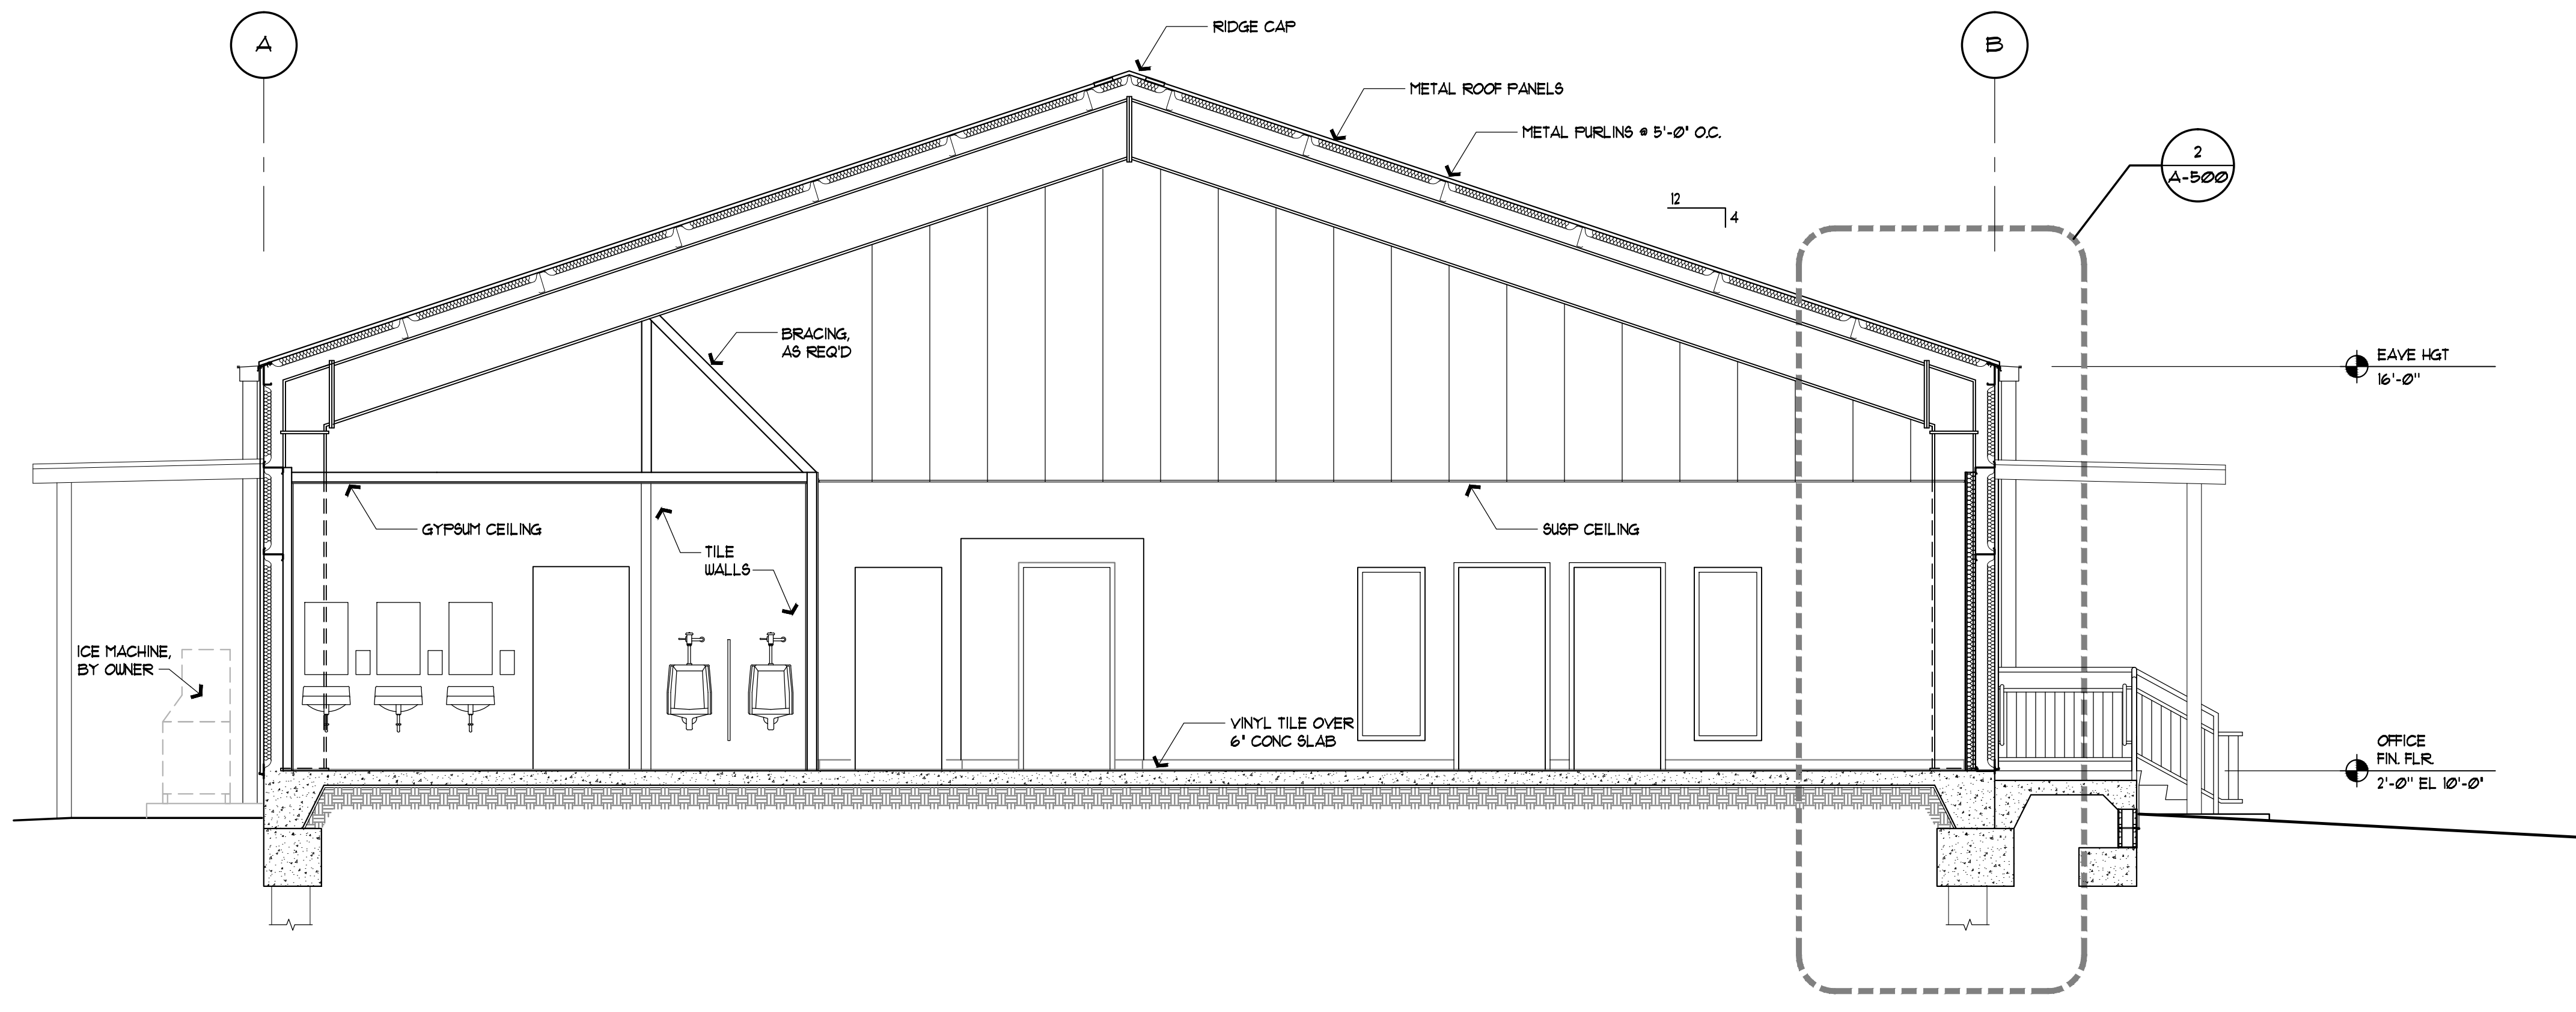 A
RIDGE CAP
B
METAL ROOF PANELS
METAL PURLINS @ 5'-0" O.C.
2
A-500
12
4
BRACING,
AS REQ'D
EAVE HGT
16'-0"
GYPSUM CEILING
SUSP CEILING
TILE
WALLS
ICE MACHINE,
BY OWNER
VINYL TILE OVER
6" CONC SLAB
OFFICE
FIN. FLR.
2'-0" EL 10'-0"